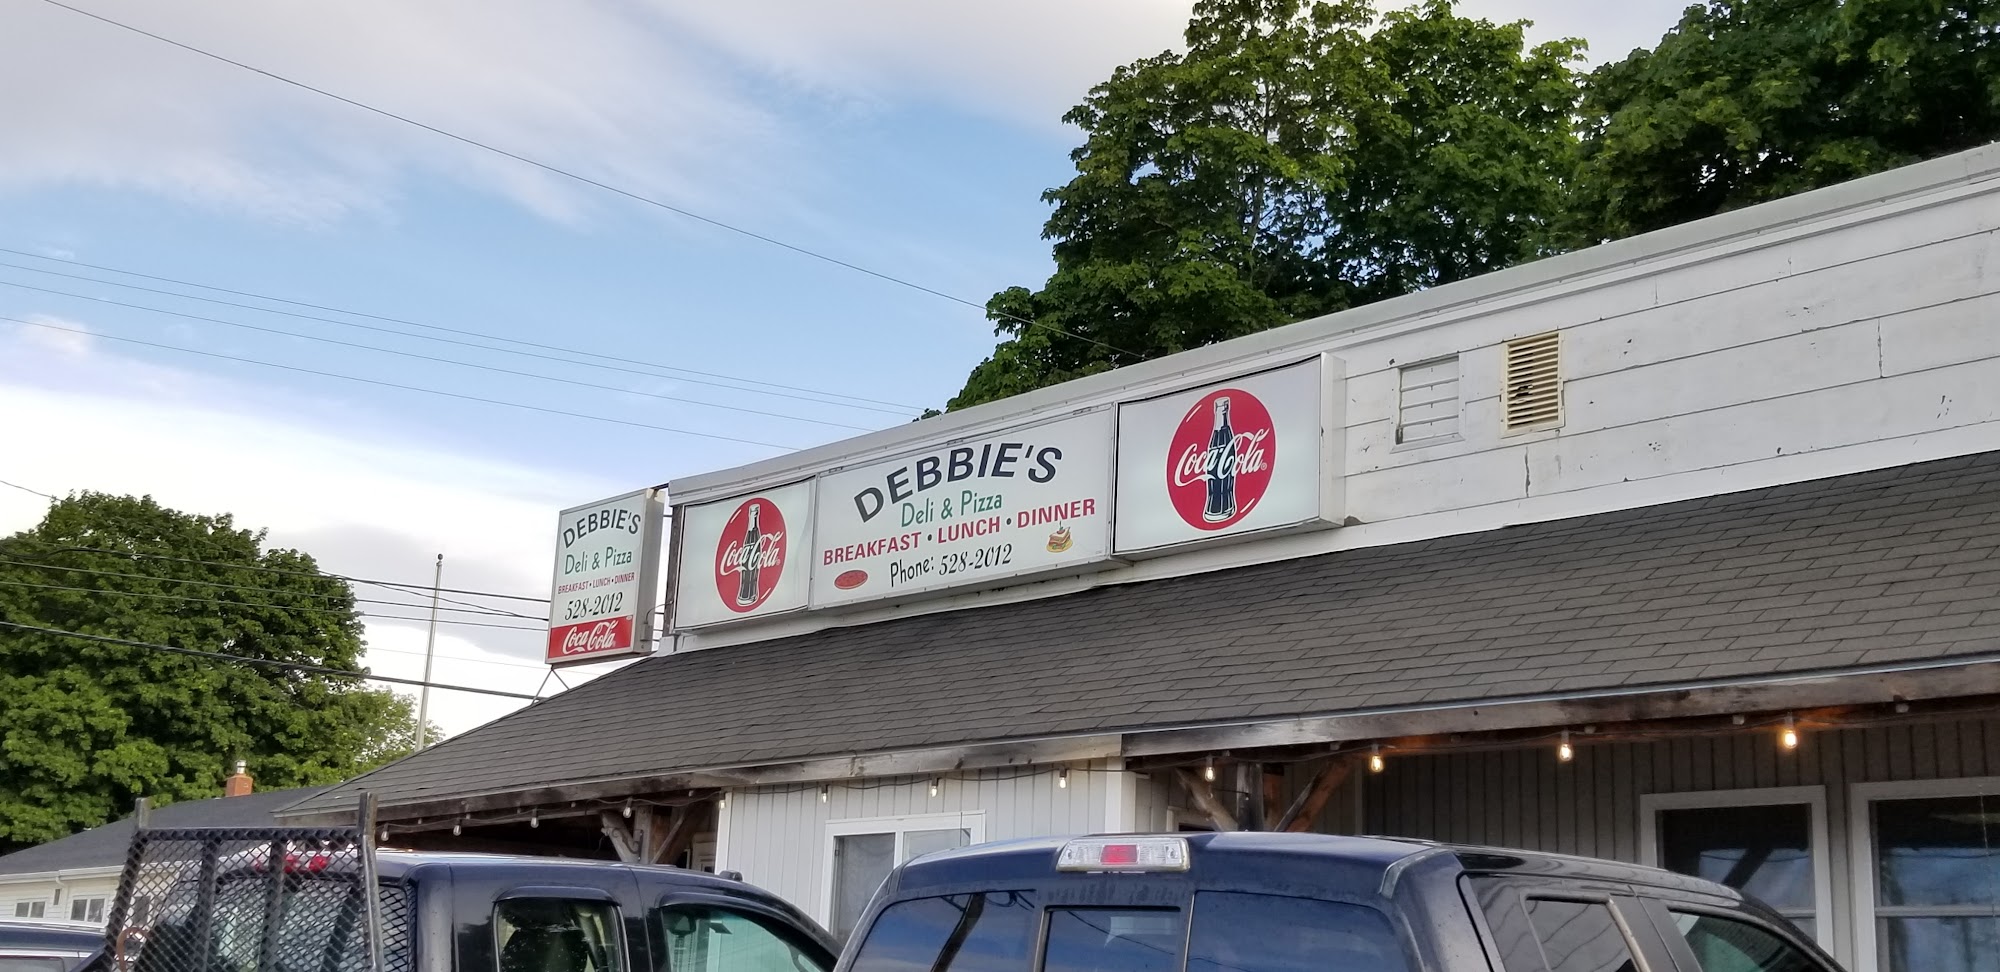 DEBBIE'S
Deli & Pizza
BREAKFAST • LUNCH • DINNER
528-2012
Coca-Cola
Coca-Cola
DEBBIE'S
Deli & Pizza
BREAKFAST • LUNCH • DINNER
Phone: 528-2012
Coca-Cola®